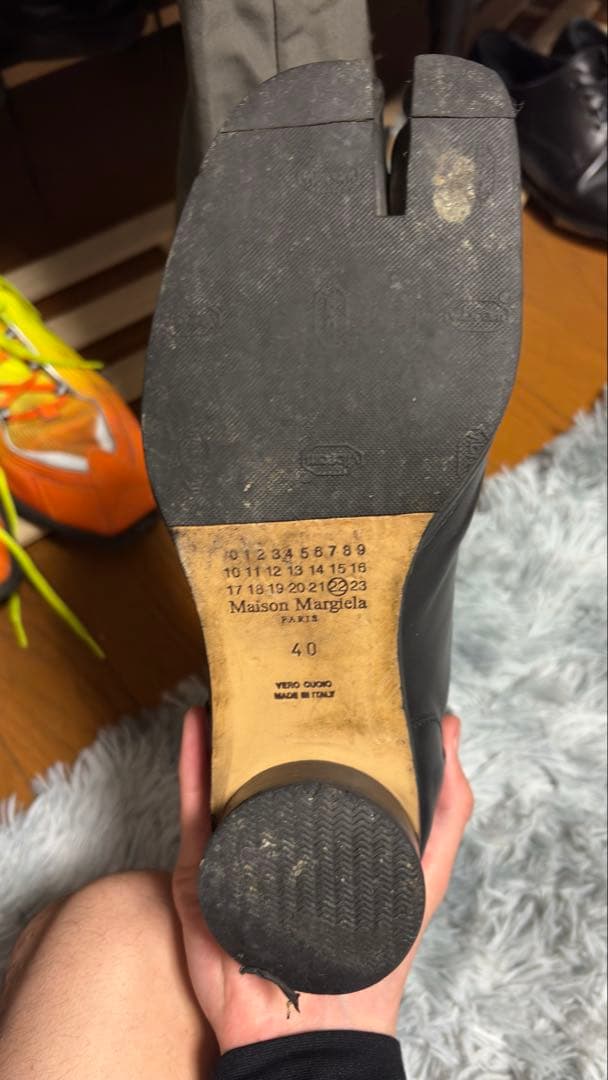 0 1 2 3 4 5 6 7 8 9
10 11 12 13 14 15 16
17 18 19 20 21 22 23
Maison Margiela
PARIS
40
VERO CUOIO
MADE IN ITALY